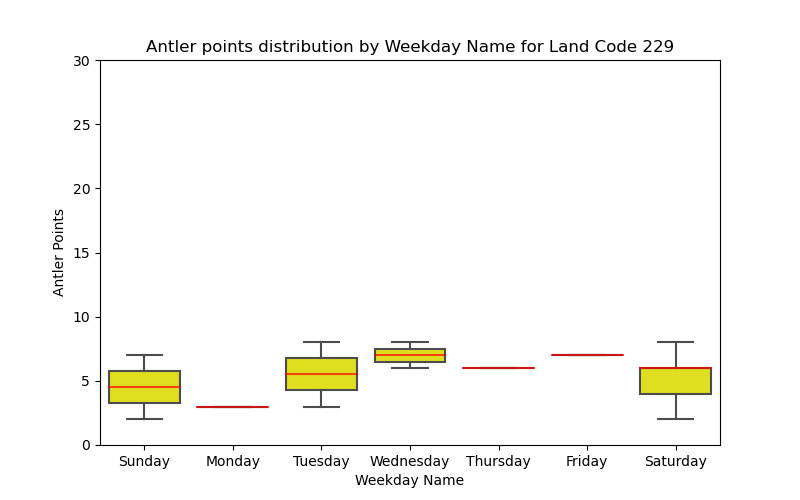 Antler points distribution by Weekday Name for Land Code 229
30
25
20
15
10
5
0
Antler Points
Sunday Monday Tuesday Wednesday Thursday Friday Saturday
Weekday Name